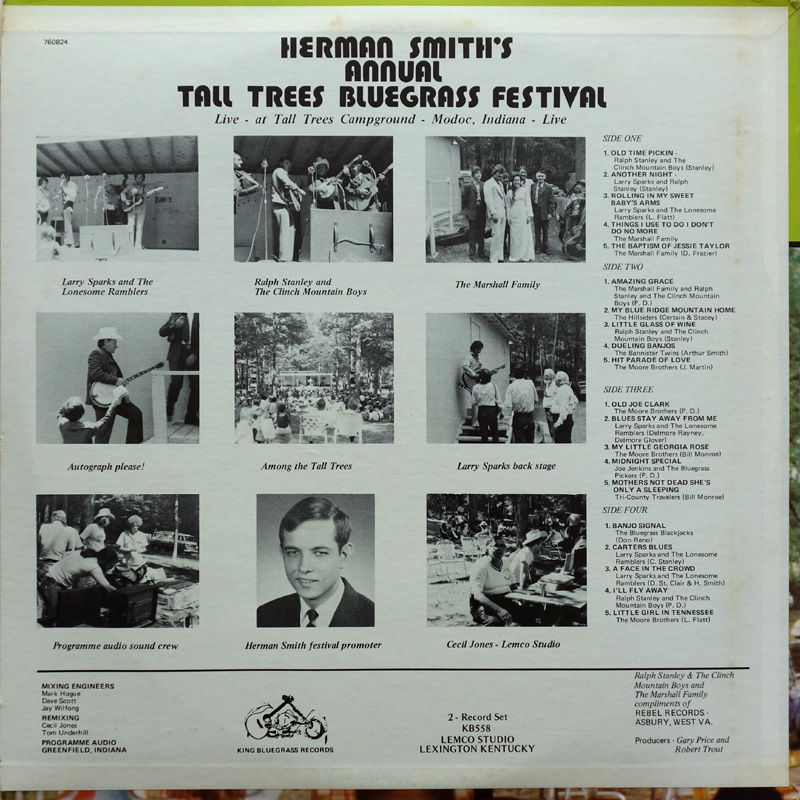 760824
HERMAN SMITH'S
ANNUAL
TALL TREES BLUEGRASS FESTIVAL
Live - at Tall Trees Campground - Modoc, Indiana - Live
Larry Sparks and The
Lonesome Ramblers
Ralph Stanley and
The Clinch Mountain Boys
The Marshall Family
Autograph please!
Among the Tall Trees
Larry Sparks back stage
Programme audio sound crew
Herman Smith festival promoter
Cecil Jones - Lemco Studio
SIDE ONE
1. OLD TIME PICKIN -
Ralph Stanley and The
Clinch Mountain Boys (Stanley)
2. ANOTHER NIGHT -
Larry Sparks and Ralph
Stanley (Stanley)
3. ROLLING IN MY SWEET
BABY'S ARMS
Larry Sparks and The Lonesome
Ramblers (L. Flatt)
4. THINGS I USE TO DO I DON'T
DO NO MORE
The Marshall Family
5. THE BAPTISM OF JESSIE TAYLOR
The Marshall Family (D. Frazier)
SIDE TWO
1. AMAZING GRACE
The Marshall Family and Ralph
Stanley and The Clinch Mountain
Boys (P. D.)
2. MY BLUE RIDGE MOUNTAIN HOME
The Hillsiders (Certain & Stacey)
3. LITTLE GLASS OF WINE
Ralph Stanley and The Clinch
Mountain Boys (Stanley)
4. DUELING BANJOS
The Bannister Twins (Arthur Smith)
5. HIT PARADE OF LOVE
The Moore Brothers (J. Martin)
SIDE THREE
1. OLD JOE CLARK
The Moore Brothers (P. D.)
2. BLUES STAY AWAY FROM ME
Larry Sparks and The Lonesome
Ramblers (Delmore Rayney,
Delmore Glover)
3. MY LITTLE GEORGIA ROSE
The Moore Brothers (Bill Monroe)
4. MIDNIGHT SPECIAL
Joe Jenkins and The Bluegrass
Pickers (P. D.)
5. MOTHERS NOT DEAD SHE'S
ONLY A SLEEPING
Tri-County Travelers (Bill Monroe)
SIDE FOUR
1. BANJO SIGNAL
The Bluegrass Blackjacks
(Don Reno)
2. CARTERS BLUES
Larry Sparks and The Lonesome
Ramblers (C. Stanley)
3. A FACE IN THE CROWD
Larry Sparks and The Lonesome
Ramblers (D. St. Clair & H. Smith)
4. I'LL FLY AWAY
Ralph Stanley and The Clinch
Mountain Boys (P. D.)
5. LITTLE GIRL IN TENNESSEE
The Moore Brothers (L. Flatt)
MIXING ENGINEERS
Mark Hogue
Dave Scott
Jay Wilfong
REMIXING
Cecil Jones
Tom Underhill
PROGRAMME AUDIO
GREENFIELD, INDIANA
KING BLUEGRASS RECORDS
2 - Record Set
KB558
LEMCO STUDIO
LEXINGTON KENTUCKY
Ralph Stanley & The Clinch
Mountain Boys and
The Marshall Family
compliments of
REBEL RECORDS -
ASBURY, WEST VA.
Producers - Gary Price and
Robert Trout